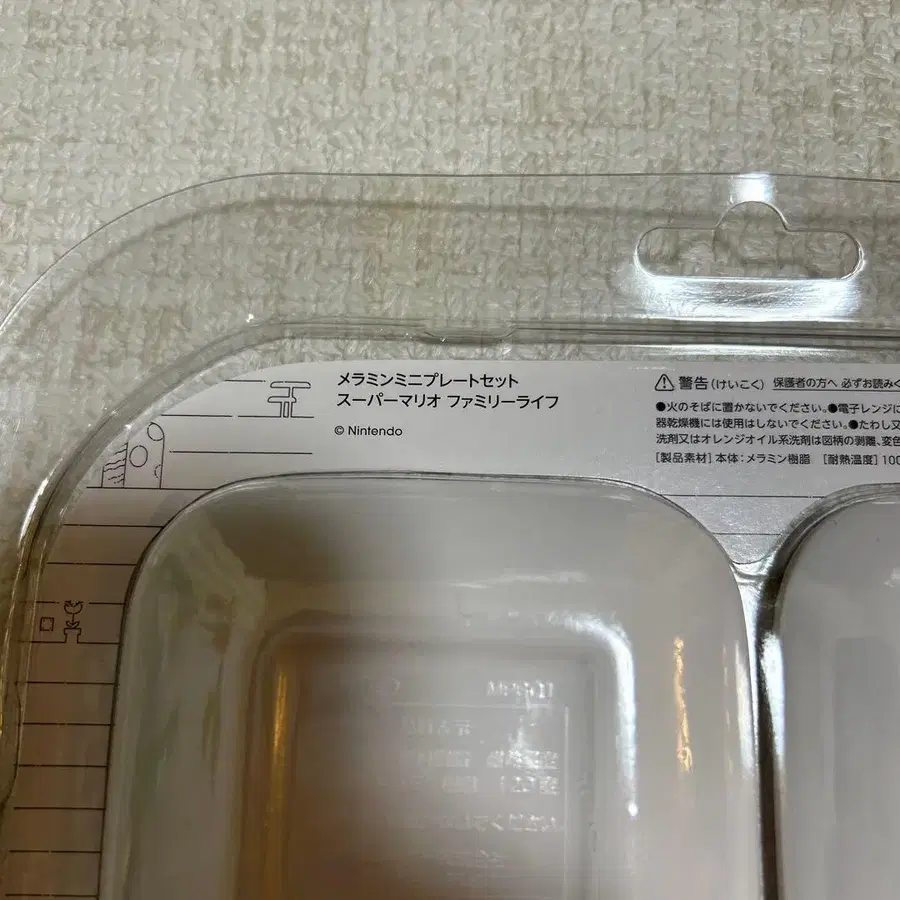 メラミンミニプレートセット
スーパーマリオ ファミリーライフ
© Nintendo
⚠警告(けいこく) 保護者の方へ 必ずお読みく
●火のそばに置かないでください。●電子レンジに
器乾燥機には使用はしないでください。●たわし又
洗剤又はオレンジオイル系洗剤は図柄の剥離、変色
[製品素材]本体:メラミン樹脂 [耐熱温度]100